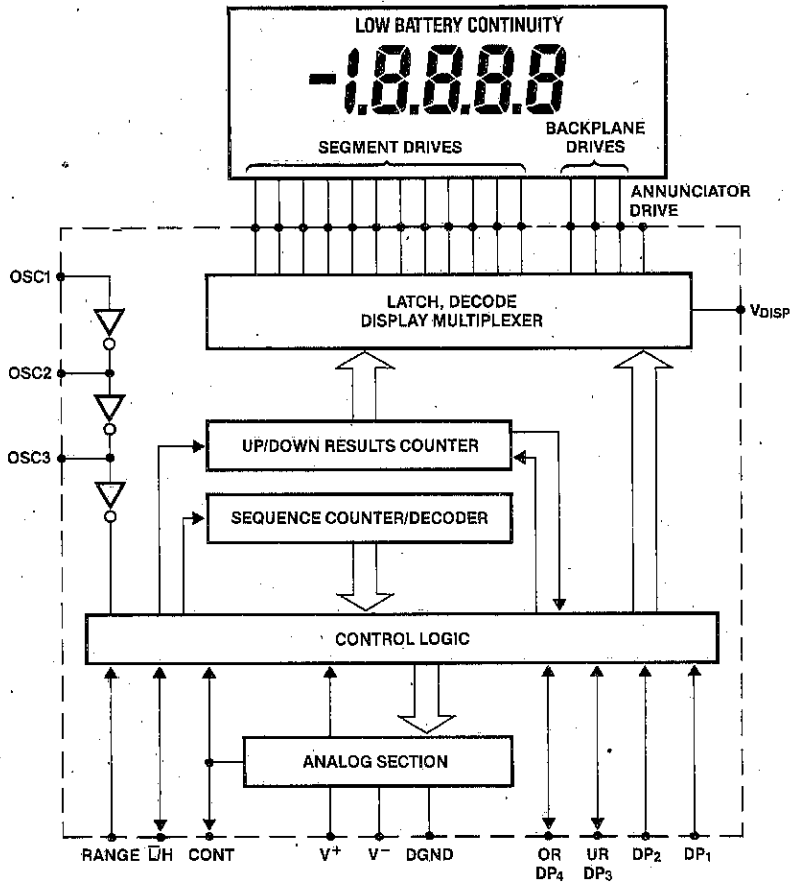 LOW BATTERY CONTINUITY
-1.8.8.8.8
SEGMENT DRIVES
BACKPLANE
DRIVES
ANNUNCIATOR
DRIVE
OSC1
LATCH, DECODE
DISPLAY MULTIPLEXER
VDISP
OSC2
UP/DOWN RESULTS COUNTER
OSC3
SEQUENCE COUNTER/DECODER
CONTROL LOGIC
ANALOG SECTION
RANGE L̅/H CONT V+ V− DGND OR UR DP2 DP1
DP4 DP3